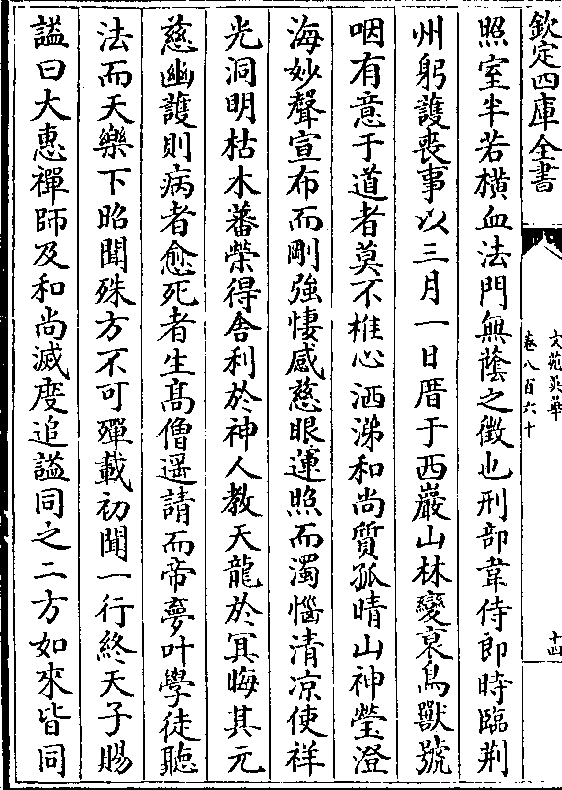 欽定四庫全書
文苑英華
卷八百六十
十四
照室半若橫血法門無蔭之徵也刑部韋侍郎時臨荆
州躬護喪事以三月一日厝于西巖山林變衰鳥獸號
咽有意于道者莫不椎心洒涕和尚質孤晴山神瑩澄
海妙聲宣布而剛強悽感慈眼運照而濁惱清凉使祥
光洞明枯木蕃榮得舎利於神人教天龍於冥晦其元
慈幽護則病者愈死者生髙僧遥請而帝夢叶學徒聽
法而天樂下昭聞殊方不可殫載初聞一行終天子賜
諡曰大惠禪師及和尚滅度追諡同之二方如來皆同